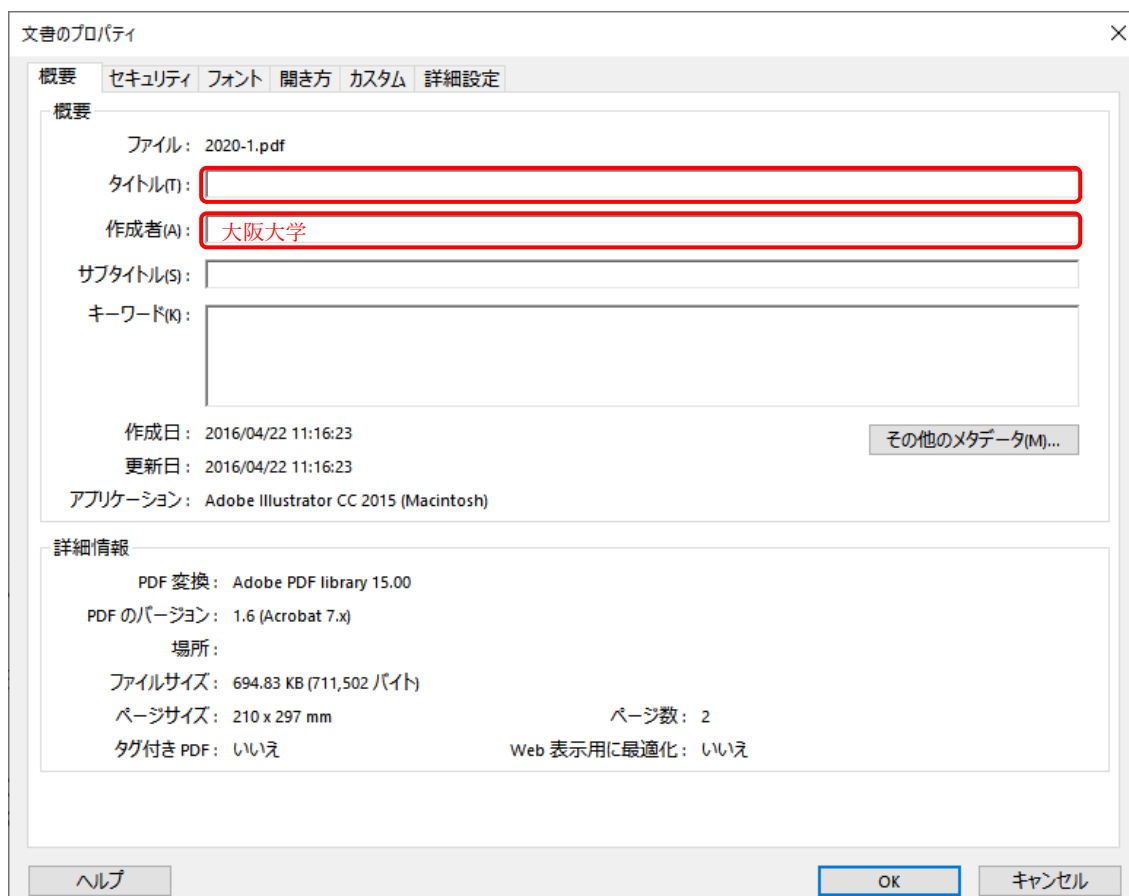 文書のプロパティ
概要 セキュリティ フォント 開き方 カスタム 詳細設定
概要
ファイル： 2020-1.pdf
タイトル(T)：
作成者(A)： 大阪大学
サブタイトル(S)：
キーワード(K)：
作成日： 2016/04/22 11:16:23
その他のメタデータ(M)...
更新日： 2016/04/22 11:16:23
アプリケーション： Adobe Illustrator CC 2015 (Macintosh)
詳細情報
PDF 変換： Adobe PDF library 15.00
PDF のバージョン： 1.6 (Acrobat 7.x)
場所：
ファイルサイズ： 694.83 KB (711,502 バイト)
ページサイズ： 210 x 297 mm ページ数： 2
タグ付き PDF： いいえ Web 表示用に最適化： いいえ
ヘルプ OK キャンセル